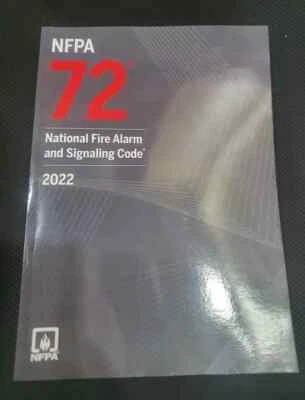 NFPA
72®
National Fire Alarm
and Signaling Code®
2022
NFPA